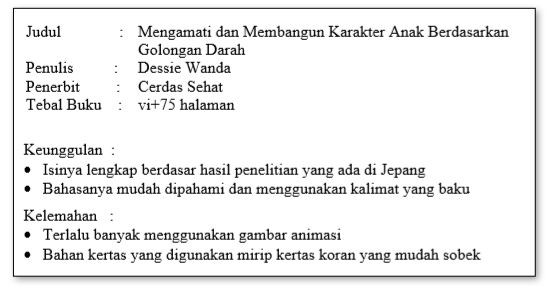 Judul : Mengamati dan Membangun Karakter Anak Berdasarkan
Golongan Darah
Penulis : Dessie Wanda
Penerbit : Cerdas Sehat
Tebal Buku : vi+75 halaman
Keunggulan :
• Isinya lengkap berdasar hasil penelitian yang ada di Jepang
• Bahasanya mudah dipahami dan menggunakan kalimat yang baku
Kelemahan :
• Terlalu banyak menggunakan gambar animasi
• Bahan kertas yang digunakan mirip kertas koran yang mudah sobek